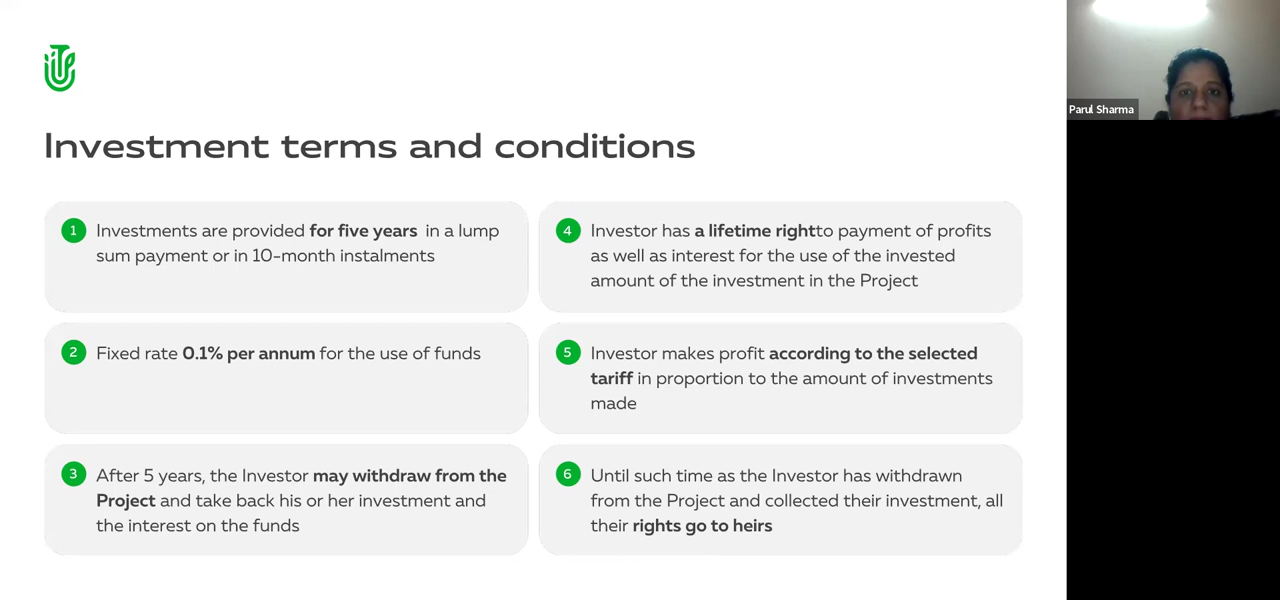 Investment terms and conditions
1
Investments are provided for five years in a lump
sum payment or in 10-month instalments
2
Fixed rate 0.1% per annum for the use of funds
3
After 5 years, the Investor may withdraw from the
Project and take back his or her investment and
the interest on the funds
4
Investor has a lifetime rightto payment of profits
as well as interest for the use of the invested
amount of the investment in the Project
5
Investor makes profit according to the selected
tariff in proportion to the amount of investments
made
6
Until such time as the Investor has withdrawn
from the Project and collected their investment, all
their rights go to heirs
Parul Sharma